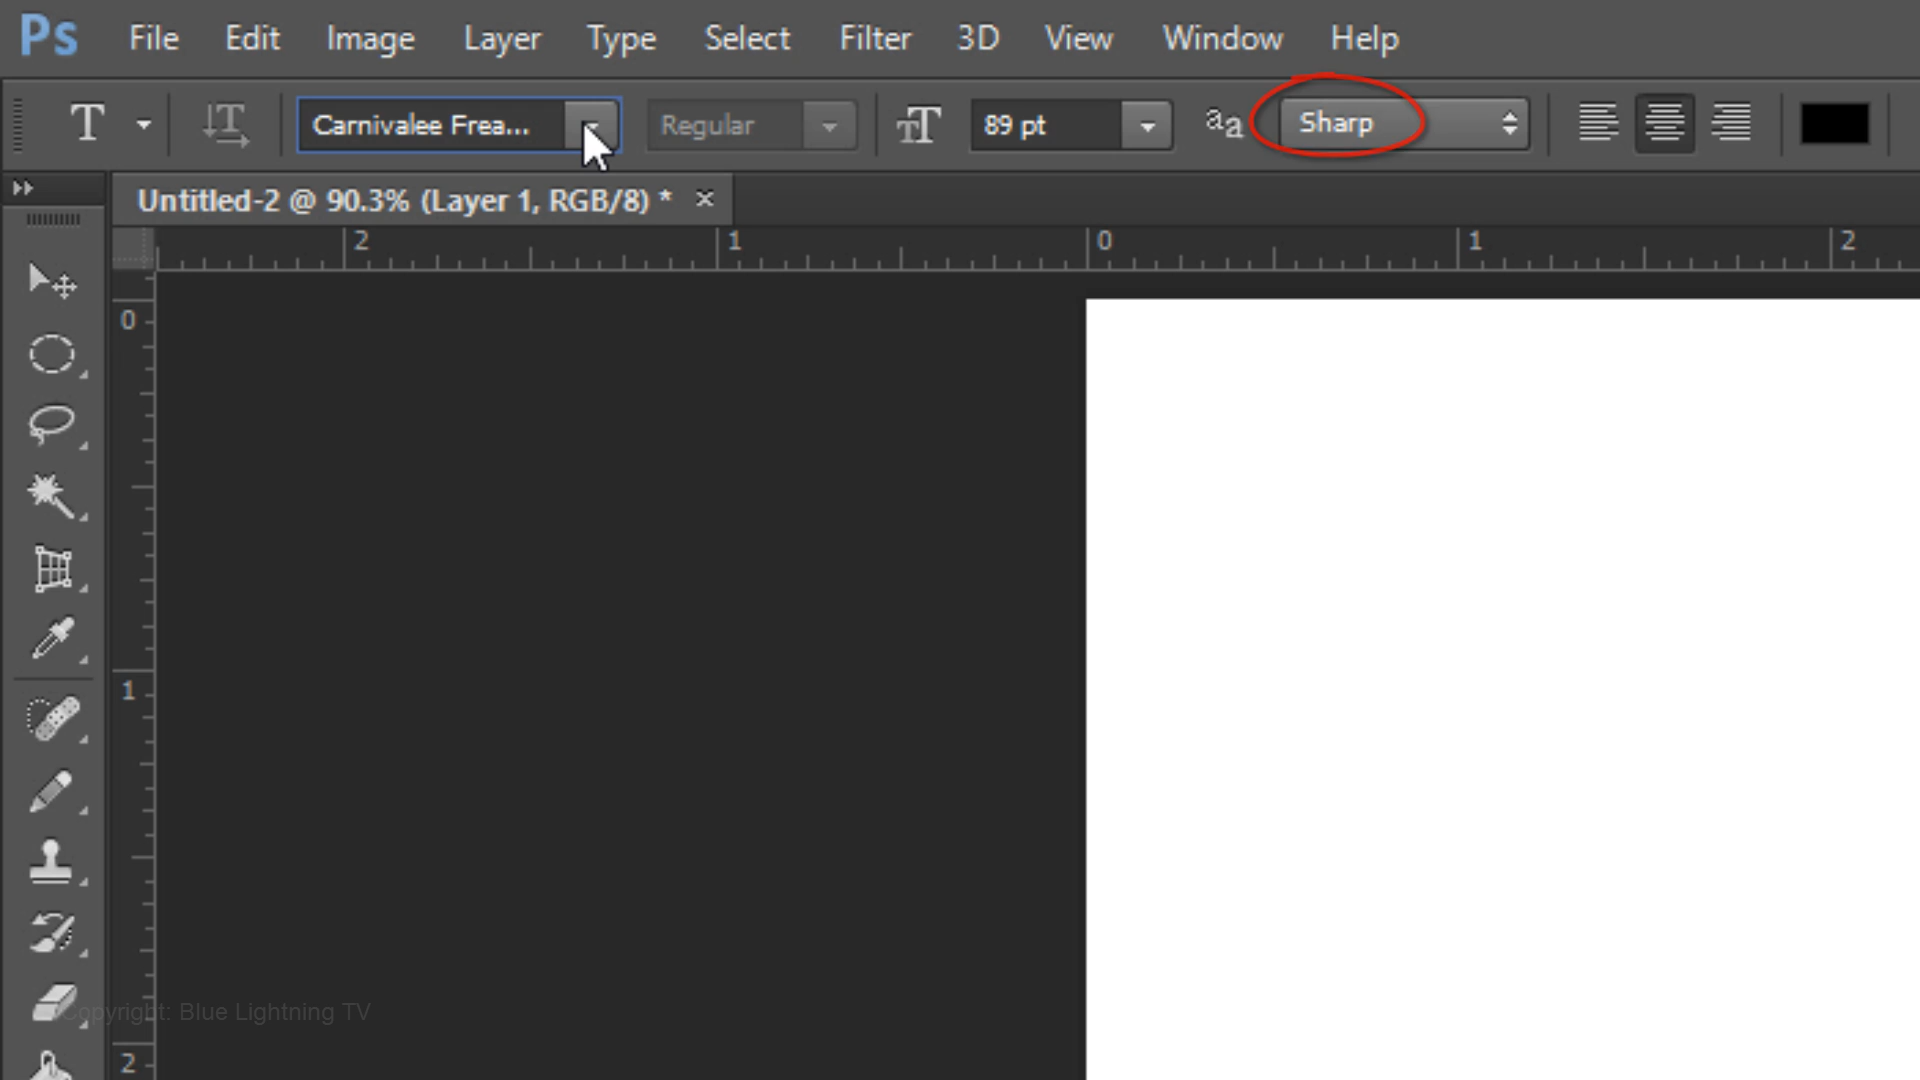 Ps File Edit Image Layer Type Select Filter 3D View Window Help
T T Carnivalee Frea... Regular TT 89 pt aa Sharp
Untitled-2 @ 90.3% (Layer 1, RGB/8) * ×
2 1 0 1 2
0
1
2
Copyright: Blue Lightning TV